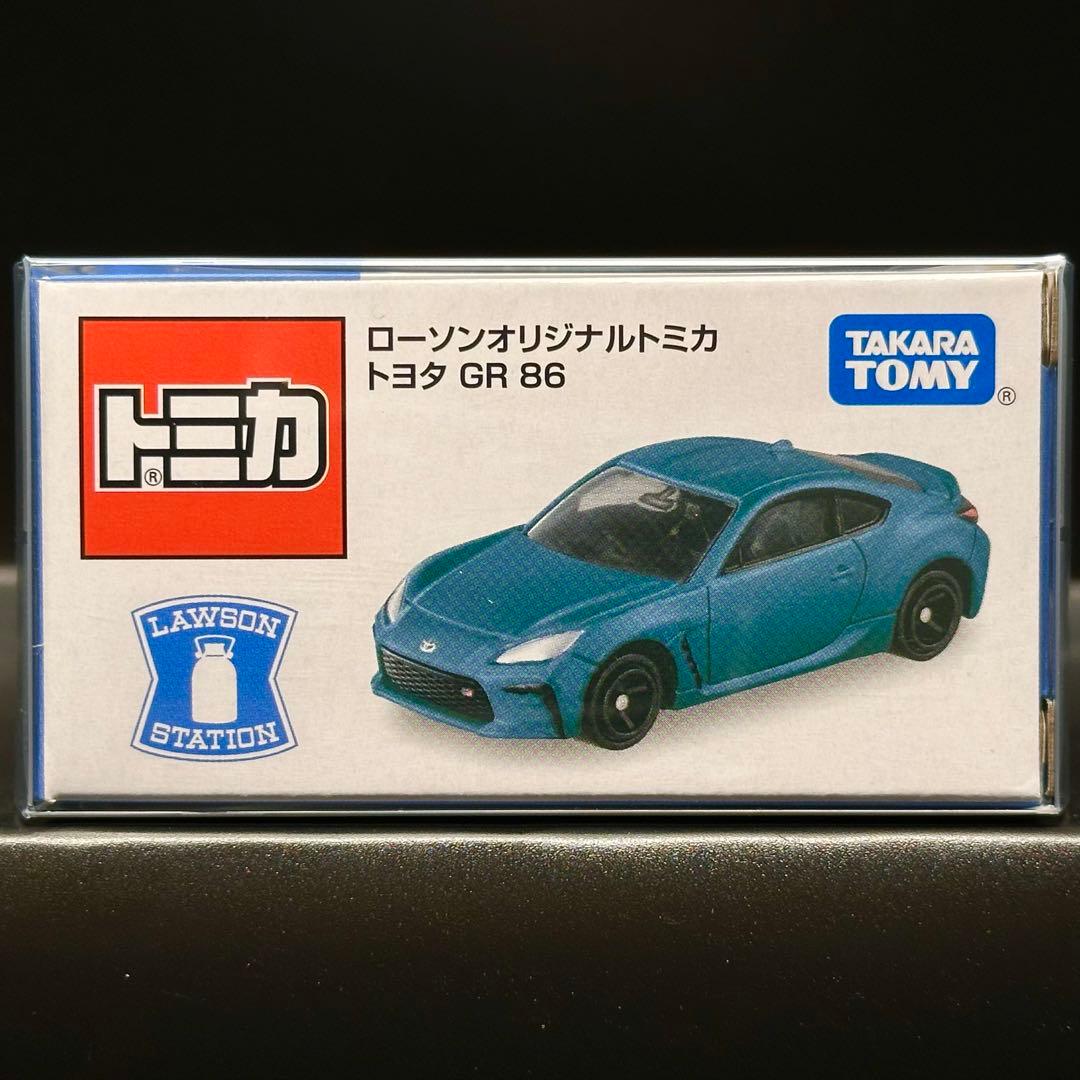 トミカ
®
ローソンオリジナルトミカ
トヨタ GR 86
TAKARA
TOMY
®
LAWSON
STATION